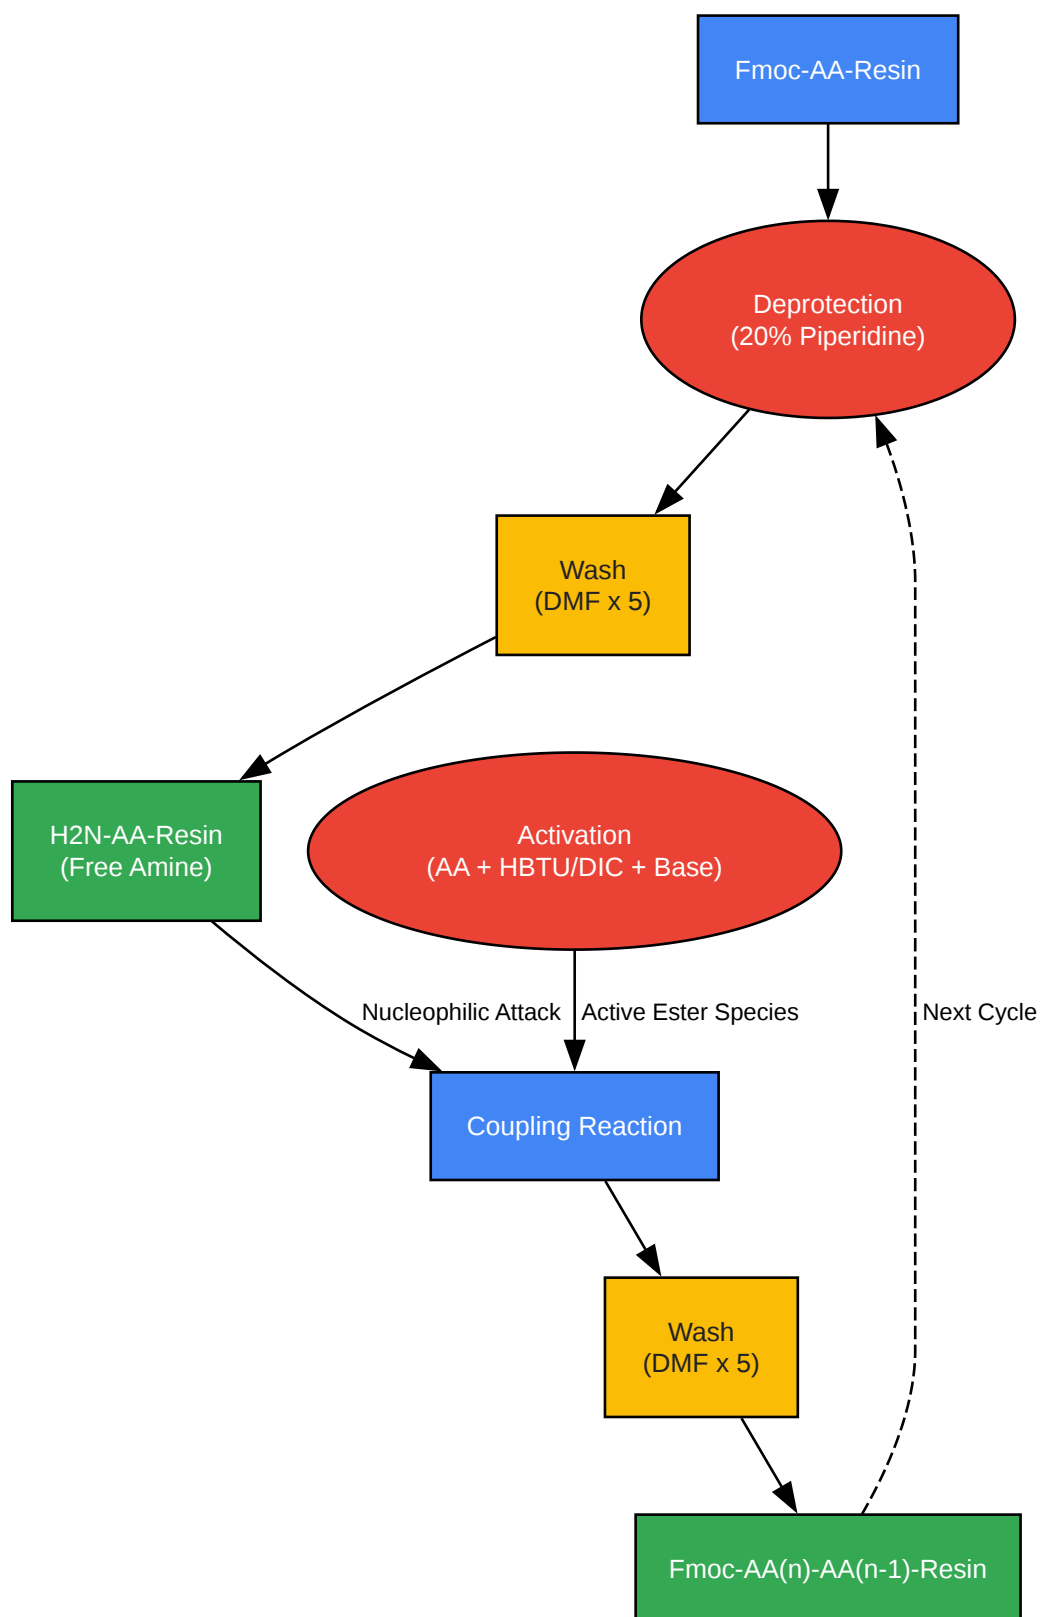 Fmoc-AA-Resin
Deprotection
(20% Piperidine)
Wash
(DMF x 5)
H2N-AA-Resin
(Free Amine)
Activation
(AA + HBTU/DIC + Base)
Nucleophilic Attack
Active Ester Species
Next Cycle
Coupling Reaction
Wash
(DMF x 5)
Fmoc-AA(n)-AA(n-1)-Resin